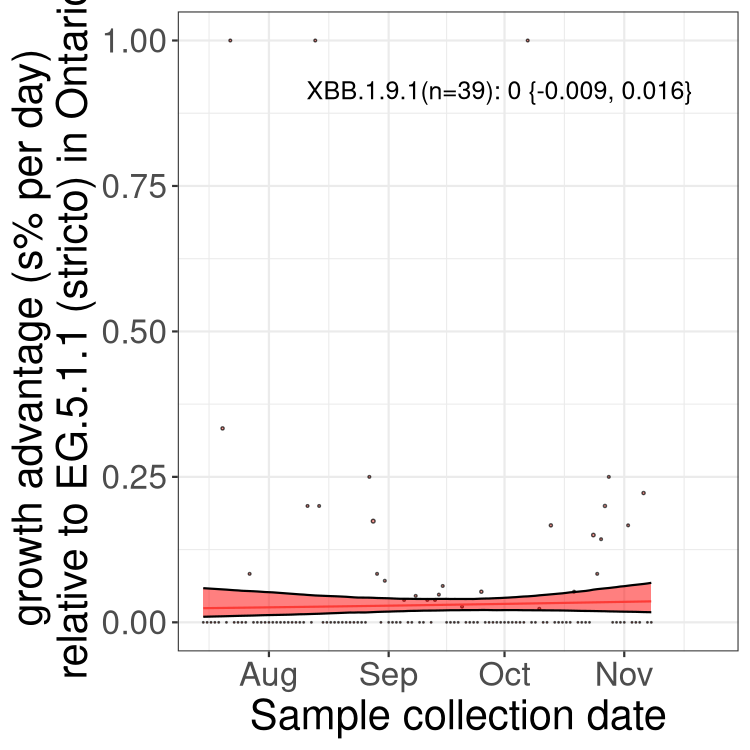 growth advantage (s% per day)
relative to EG.5.1.1 (stricto) in Ontario
1.00
XBB.1.9.1(n=39): 0 {-0.009, 0.016}
0.75
0.50
0.25
0.00
Aug Sep Oct Nov
Sample collection date